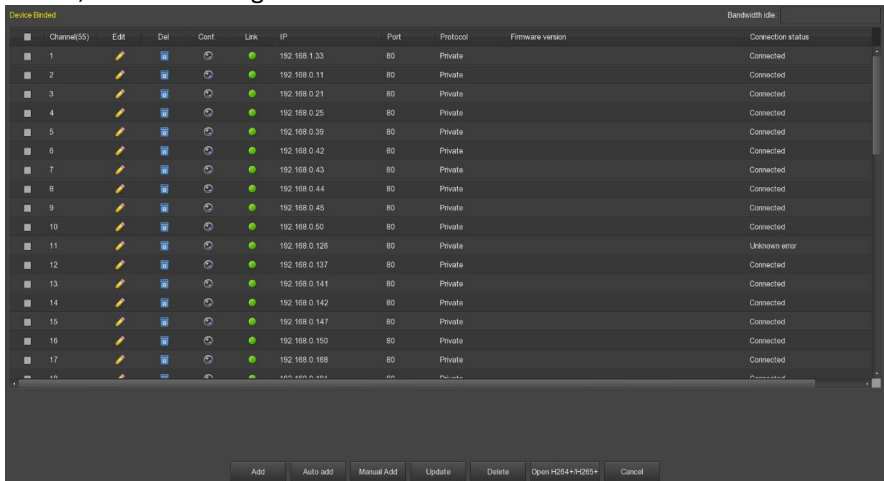 Device Binded Bandwidth idle:
Channel(55) Edit Del Conf. Link IP Port Protocol Firmware version Connection status
1 192.168.1.33 80 Private Connected
2 192.168.0.11 80 Private Connected
3 192.168.0.21 80 Private Connected
4 192.168.0.25 80 Private Connected
5 192.168.0.39 80 Private Connected
6 192.168.0.42 80 Private Connected
7 192.168.0.43 80 Private Connected
8 192.168.0.44 80 Private Connected
9 192.168.0.45 80 Private Connected
10 192.168.0.50 80 Private Connected
11 192.168.0.126 80 Private Unknown error
12 192.168.0.137 80 Private Connected
13 192.168.0.141 80 Private Connected
14 192.168.0.142 80 Private Connected
15 192.168.0.147 80 Private Connected
16 192.168.0.150 80 Private Connected
17 192.168.0.168 80 Private Connected
Add Auto add Manual Add Update Delete Open H264+/H265+ Cancel